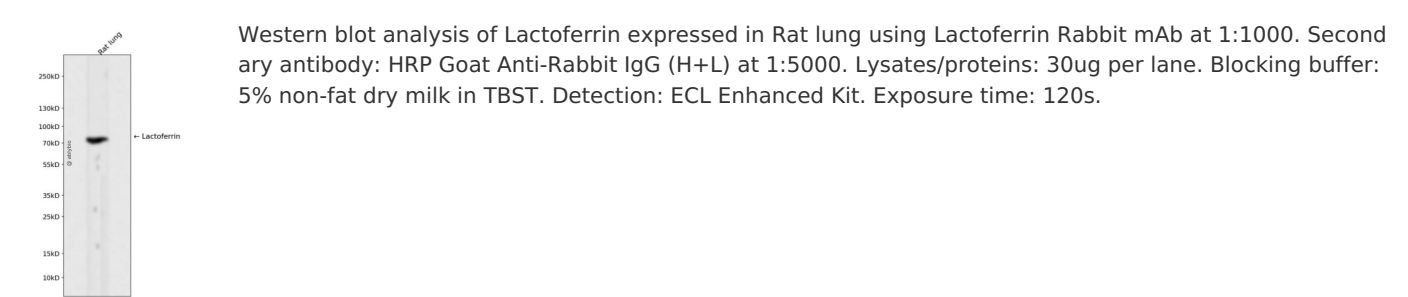 Rat lung
250kD
130kD
100kD
70kD
55kD
35kD
25kD
15kD
10kD
← Lactoferrin
@ abybio
Western blot analysis of Lactoferrin expressed in Rat lung using Lactoferrin Rabbit mAb at 1:1000. Second
ary antibody: HRP Goat Anti-Rabbit IgG (H+L) at 1:5000. Lysates/proteins: 30ug per lane. Blocking buffer:
5% non-fat dry milk in TBST. Detection: ECL Enhanced Kit. Exposure time: 120s.